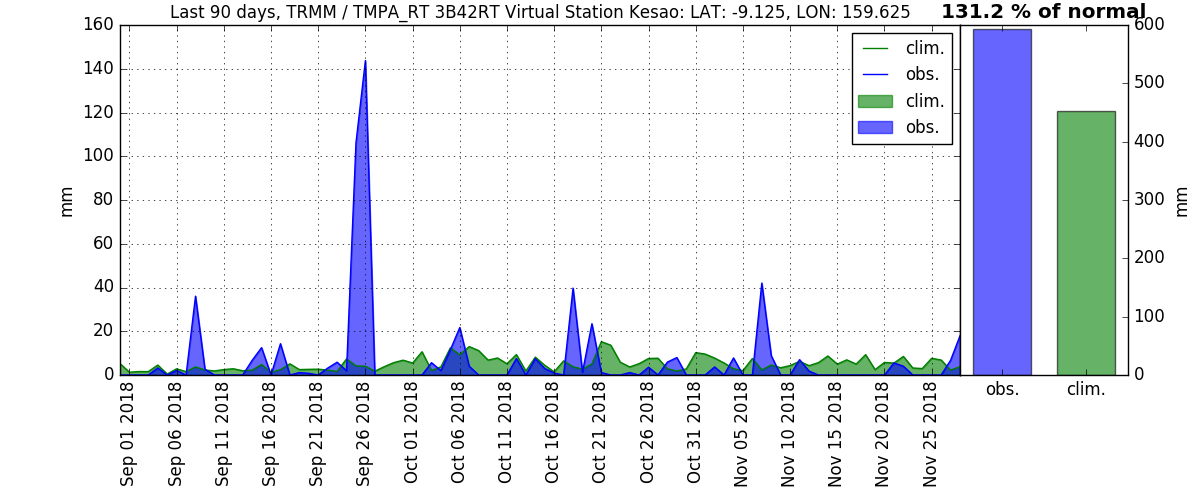 Last 90 days, TRMM / TMPA_RT 3B42RT Virtual Station Kesao: LAT: -9.125, LON: 159.625
131.2 % of normal
160
140
120
100
80
60
40
20
0
mm
clim.
obs.
clim.
obs.
600
500
400
300
200
100
0
mm
Sep 01 2018
Sep 06 2018
Sep 11 2018
Sep 16 2018
Sep 21 2018
Sep 26 2018
Oct 01 2018
Oct 06 2018
Oct 11 2018
Oct 16 2018
Oct 21 2018
Oct 26 2018
Oct 31 2018
Nov 05 2018
Nov 10 2018
Nov 15 2018
Nov 20 2018
Nov 25 2018
obs.
clim.